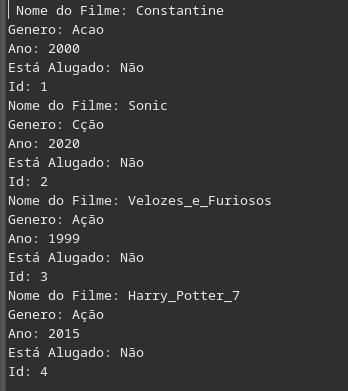 Nome do Filme: Constantine
Genero: Acao
Ano: 2000
Está Alugado: Não
Id: 1
Nome do Filme: Sonic
Genero: Cção
Ano: 2020
Está Alugado: Não
Id: 2
Nome do Filme: Velozes_e_Furiosos
Genero: Ação
Ano: 1999
Está Alugado: Não
Id: 3
Nome do Filme: Harry_Potter_7
Genero: Ação
Ano: 2015
Está Alugado: Não
Id: 4